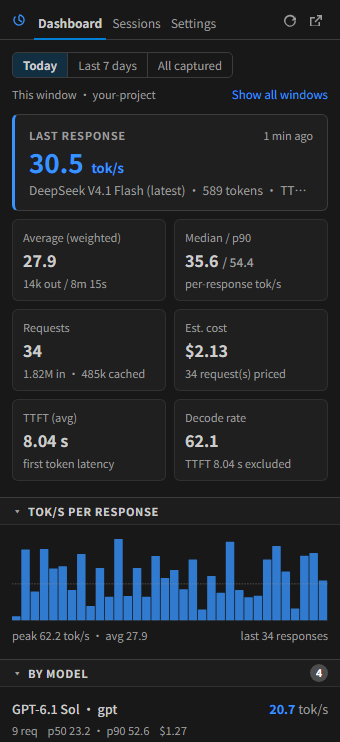 Dashboard Sessions Settings
Today Last 7 days All captured
This window • your-project Show all windows
LAST RESPONSE 1 min ago
30.5 tok/s
DeepSeek V4.1 Flash (latest) • 589 tokens • TT···
Average (weighted) Median / p90
27.9 35.6 / 54.4
14k out / 8m 15s per-response tok/s
Requests Est. cost
34 $2.13
1.82M in • 485k cached 34 request(s) priced
TTFT (avg) Decode rate
8.04 s 62.1
first token latency TTFT 8.04 s excluded
TOK/S PER RESPONSE
peak 62.2 tok/s • avg 27.9 last 34 responses
BY MODEL 4
GPT-6.1 Sol • gpt 20.7 tok/s
9 req p50 23.2 • p90 52.6 $1.27